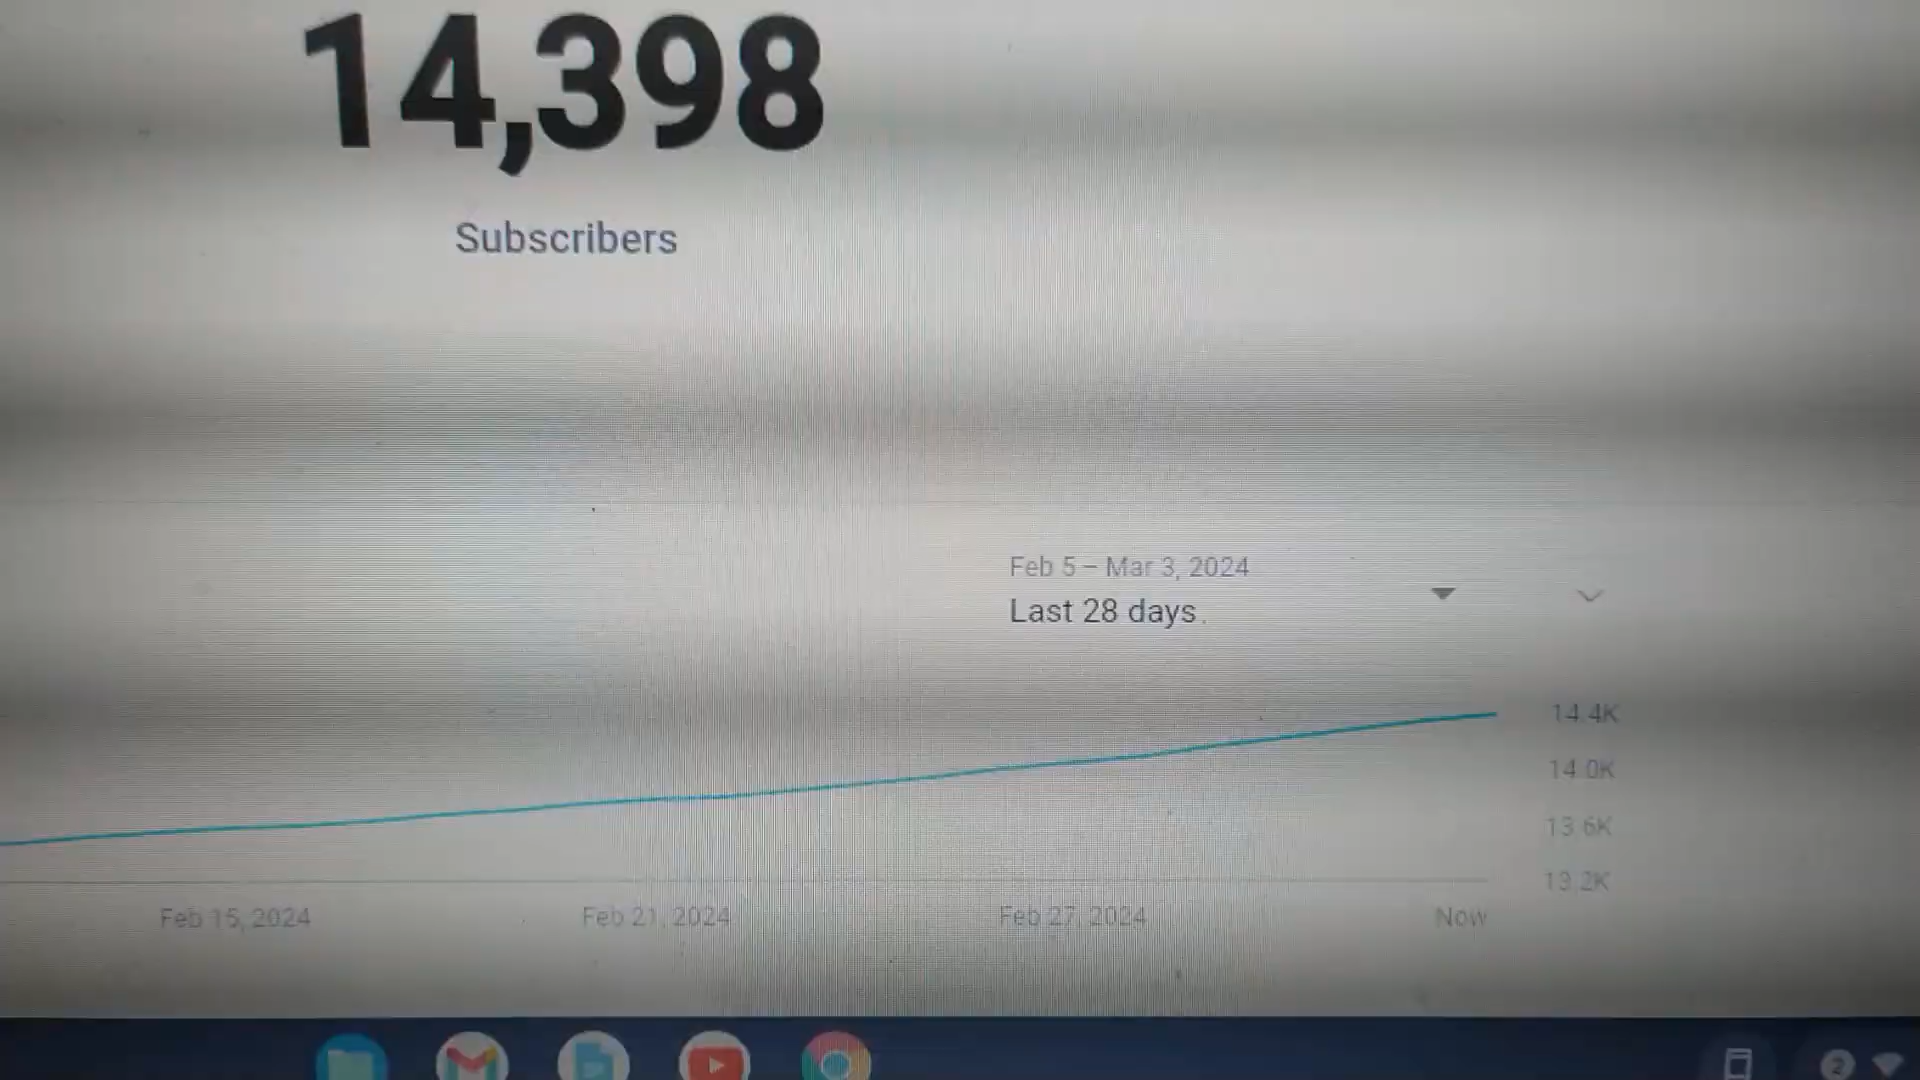 14,398
Subscribers
Feb 5 – Mar 3, 2024
Last 28 days
14.4K
14.0K
13.6K
13.2K
Feb 15, 2024
Feb 21, 2024
Feb 27, 2024
Now
2